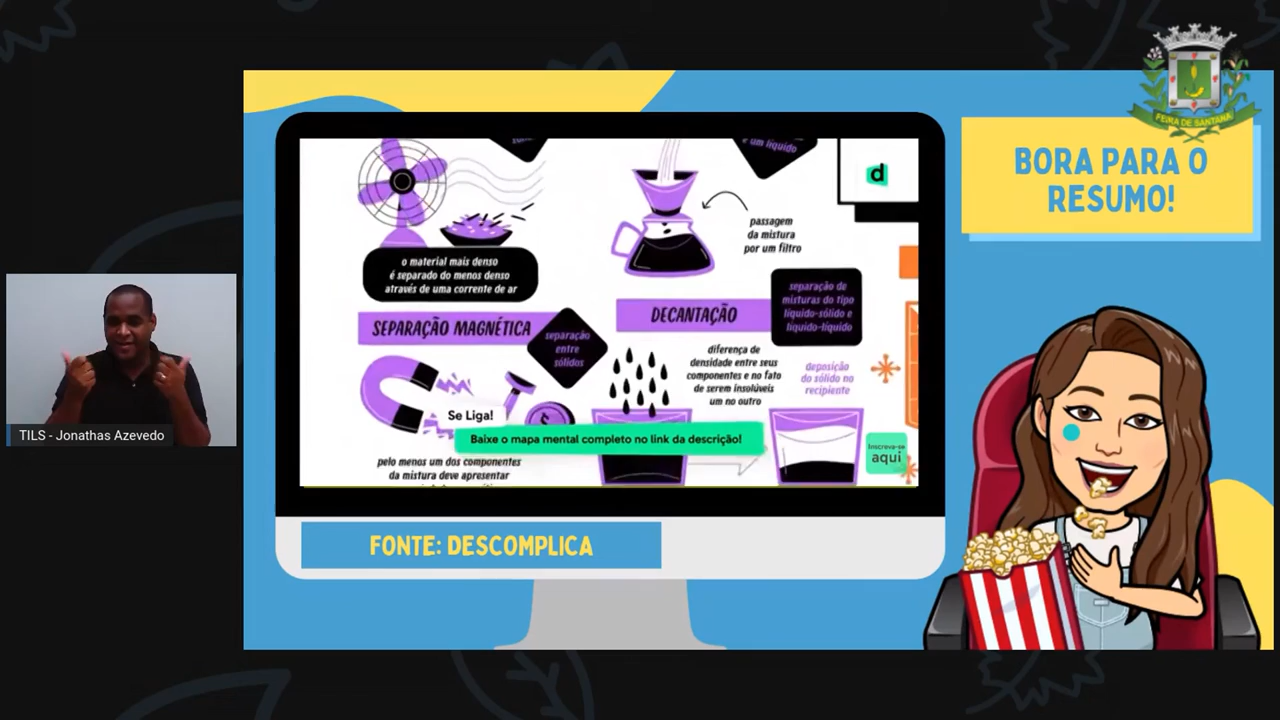 FEIRA DE SANTANA
BORA PARA O
RESUMO!
e um líquido
d
passagem
da mistura
por um filtro
o material mais denso
é separado do menos denso
através de uma corrente de ar
SEPARAÇÃO MAGNÉTICA
separação
entre
sólidos
DECANTAÇÃO
separação de
misturas do tipo
líquido-sólido e
líquido-líquido
diferença de
densidade entre seus
componentes e no fato
de serem insolúveis
um no outro
deposição
do sólido no
recipiente
Se Liga!
Baixe o mapa mental completo no link da descrição!
Inscreva-se
aqui
pelo menos um dos componentes
da mistura deve apresentar
TILS - Jonathas Azevedo
FONTE: DESCOMPLICA